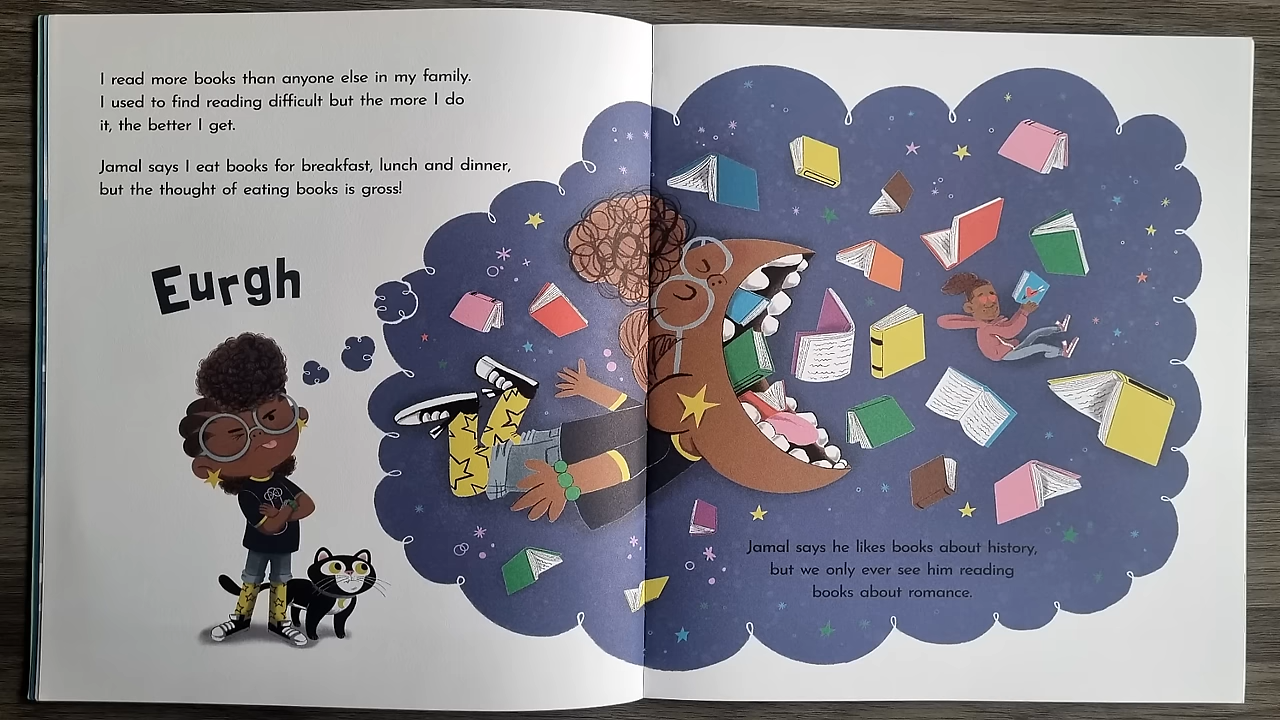 I read more books than anyone else in my family.
I used to find reading difficult but the more I do
it, the better I get.
Jamal says I eat books for breakfast, lunch and dinner,
but the thought of eating books is gross!
Eurgh
Jamal says he likes books about history,
but we only ever see him reading
books about romance.